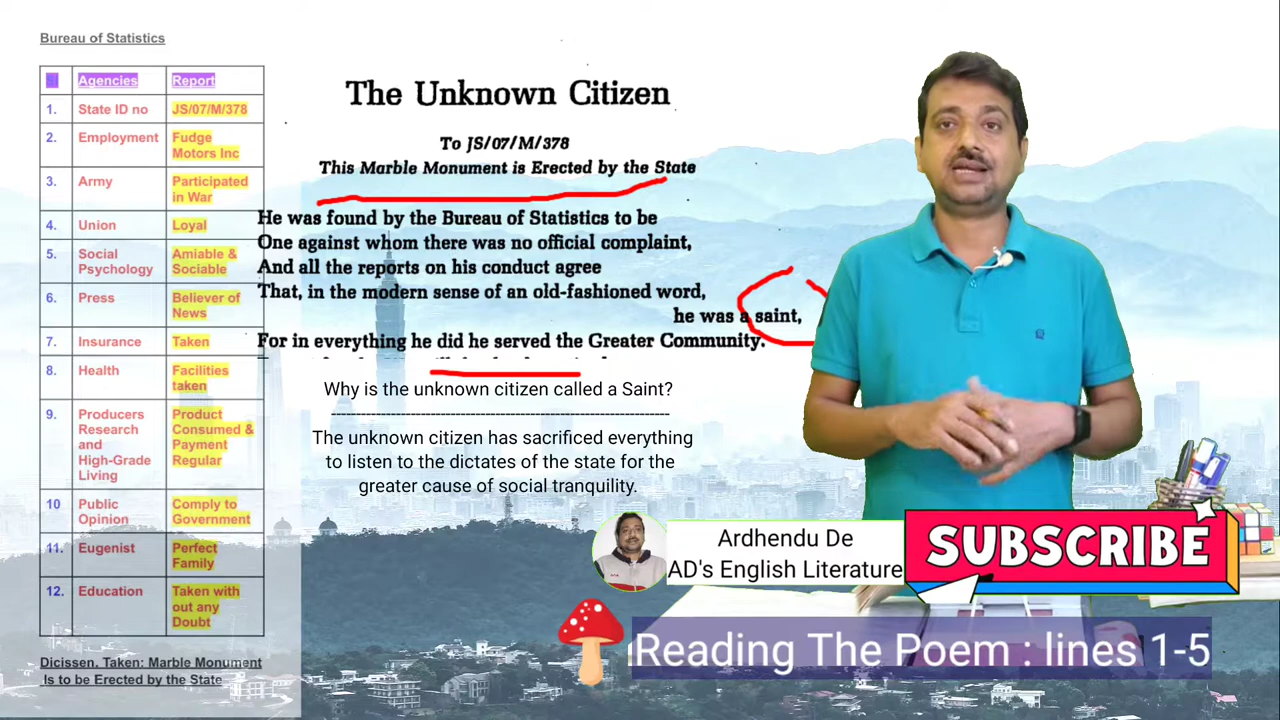 Bureau of Statistics
Agencies Report
1. State ID no JS/07/M/378
2. Employment Fudge
Motors Inc
3. Army Participated
in War
4. Union Loyal
5. Social Amiable &
Psychology Sociable
6. Press Believer of
News
7. Insurance Taken
8. Health Facilities
taken
9. Producers Product
Research Consumed &
and Payment
High-Grade Regular
Living
10 Public Comply to
Opinion Government
11. Eugenist Perfect
Family
12. Education Taken with
out any
Doubt
Dicissen. Taken: Marble Monument
Is to be Erected by the State
The Unknown Citizen
To JS/07/M/378
This Marble Monument is Erected by the State
He was found by the Bureau of Statistics to be
One against whom there was no official complaint,
And all the reports on his conduct agree
That, in the modern sense of an old-fashioned word,
he was a saint,
For in everything he did he served the Greater Community.
Why is the unknown citizen called a Saint?
The unknown citizen has sacrificed everything
to listen to the dictates of the state for the
greater cause of social tranquility.
Ardhendu De
AD's English Literature
SUBSCRIBE
Reading The Poem : lines 1-5